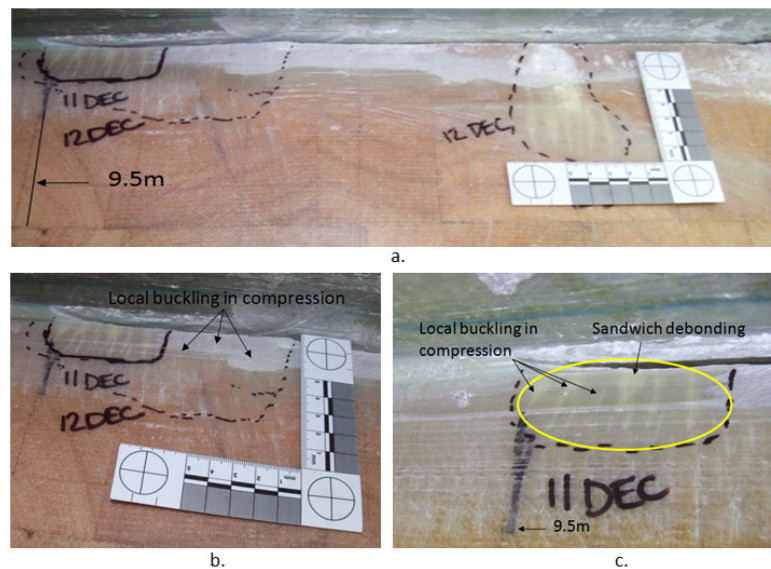 11 DEC
12 DEC
12 DEC
9.5m
a.
Local buckling in compression
11 DEC
12 DEC
b.
Local buckling in
compression
Sandwich debonding
11 DEC
9.5m
c.